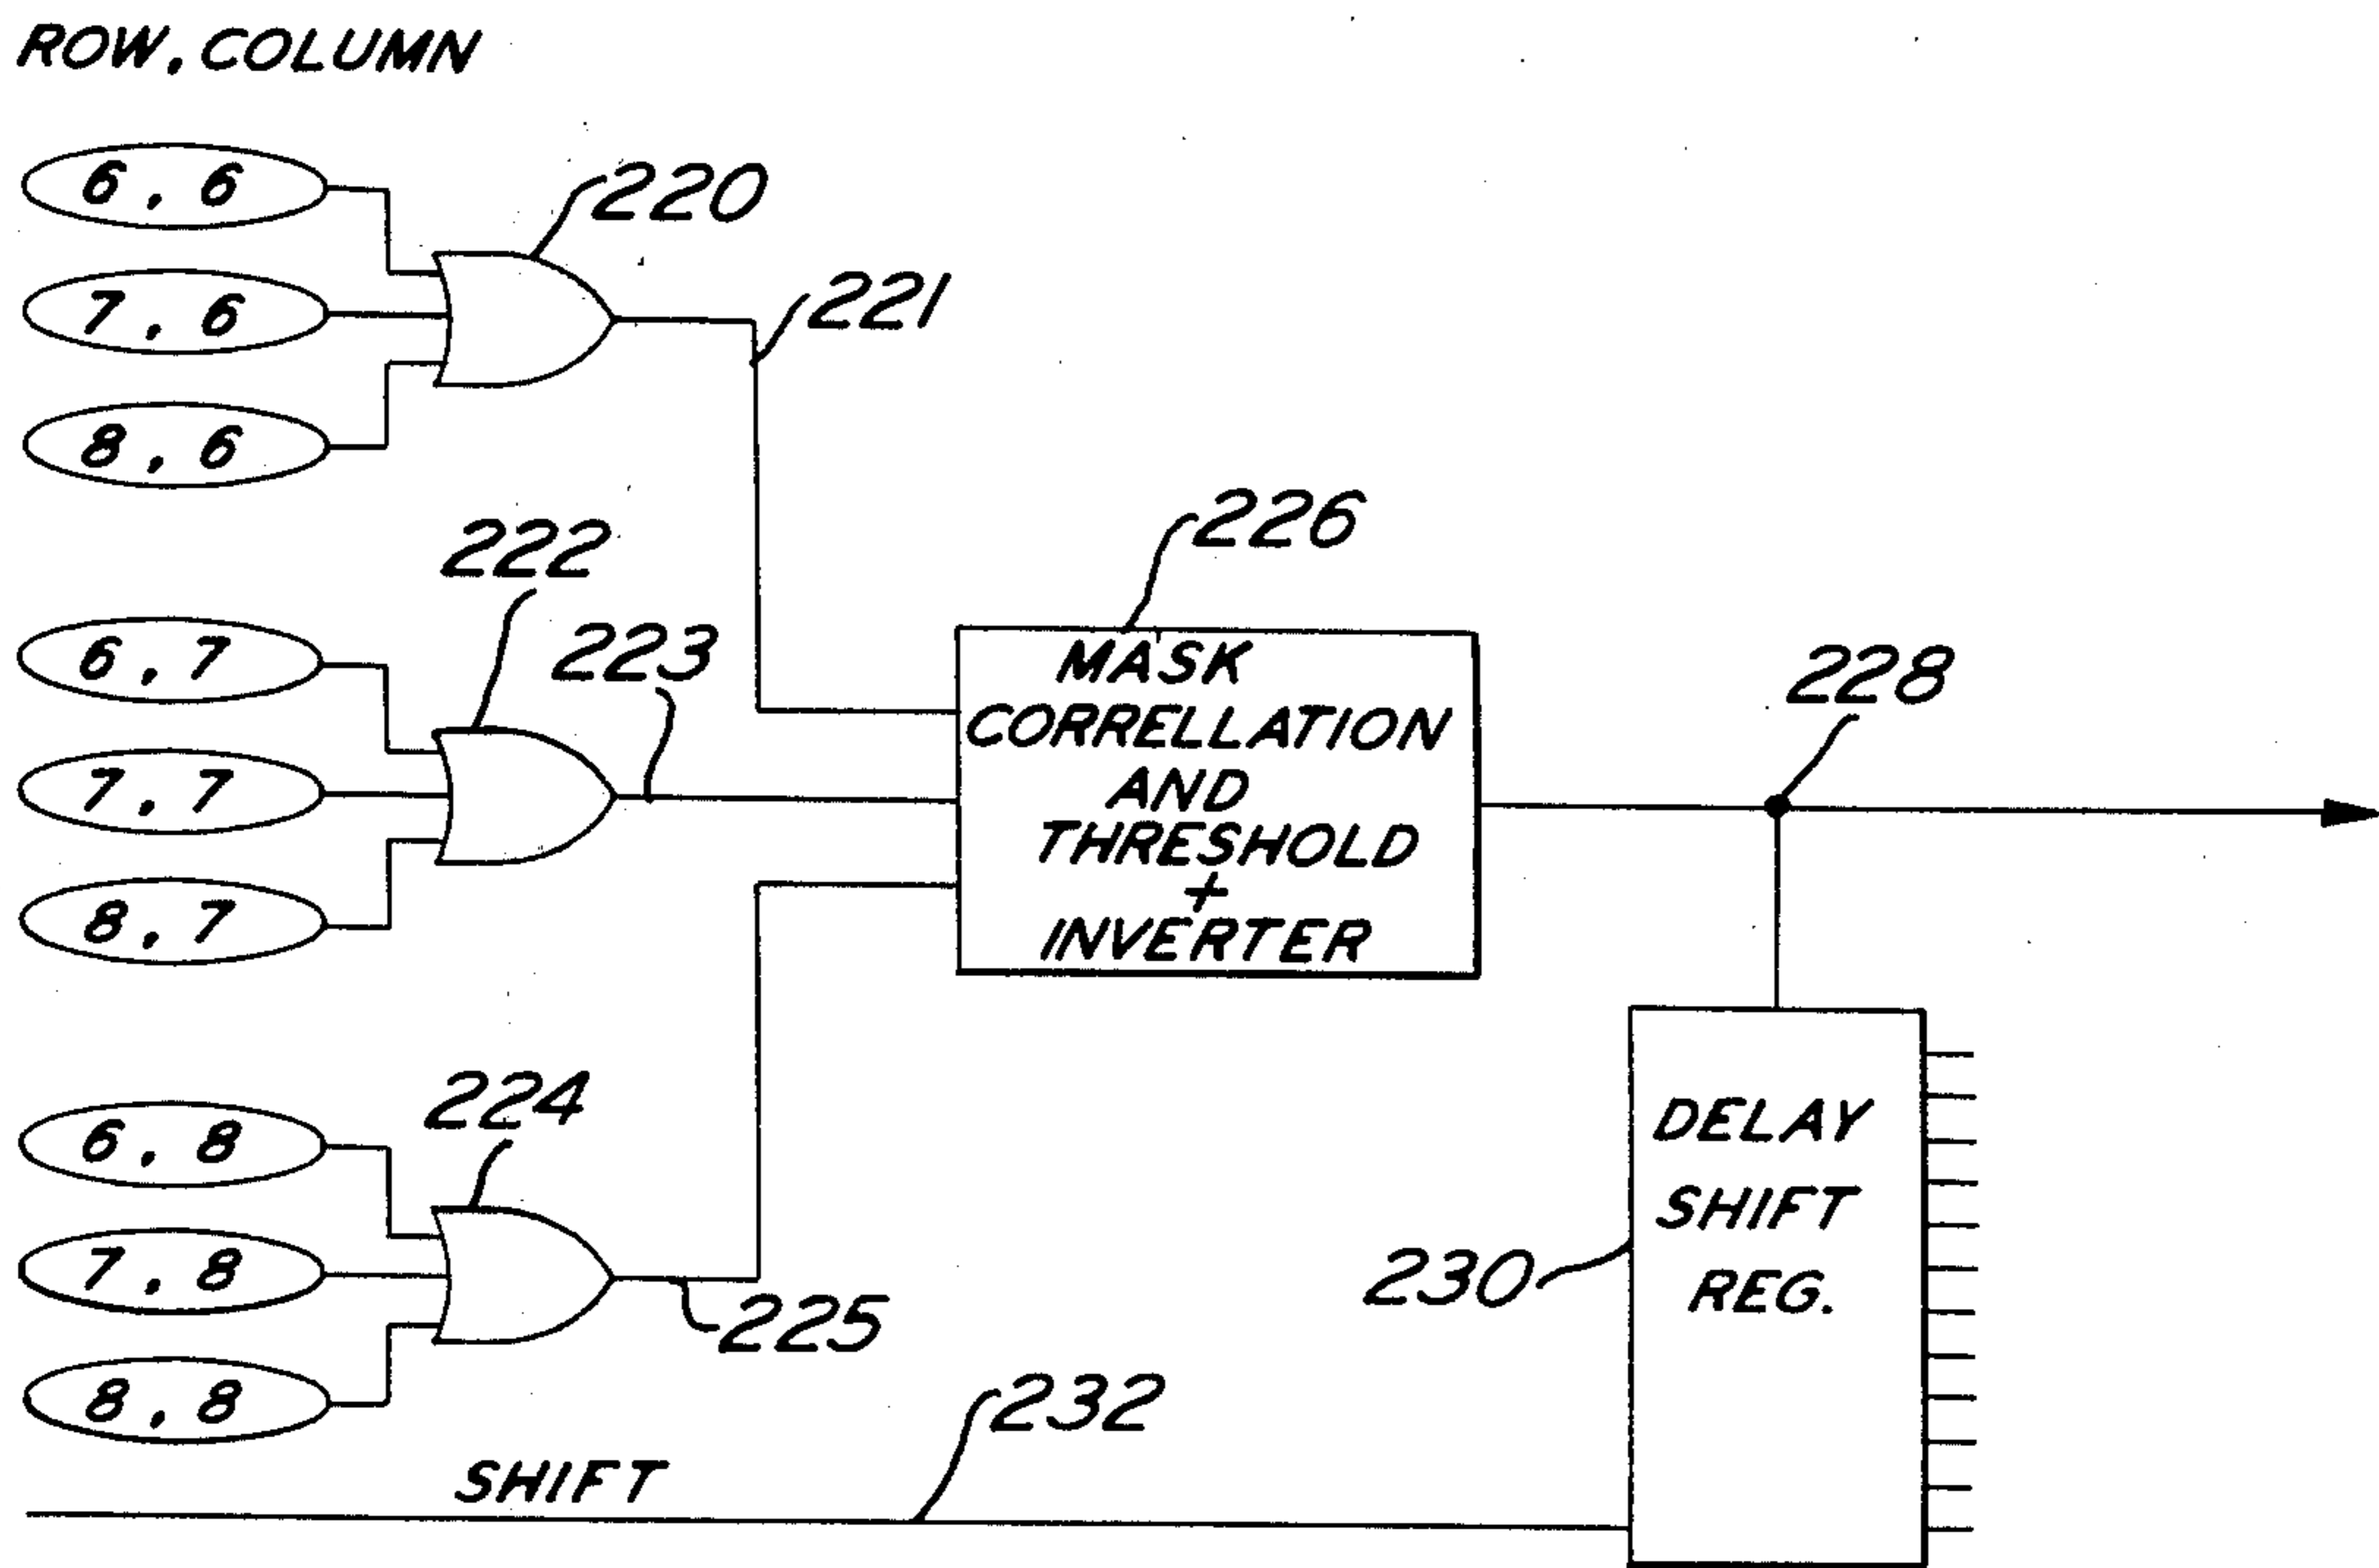 ROW, COLUMN
6, 6
220
7, 6
221
8, 6
222
226
6, 7
223
MASK
CORRELLATION
AND
THRESHOLD
+
INVERTER
228
7, 7
8, 7
224
6, 8
7, 8
225
8, 8
DELAY
SHIFT
REG.
230
232
SHIFT